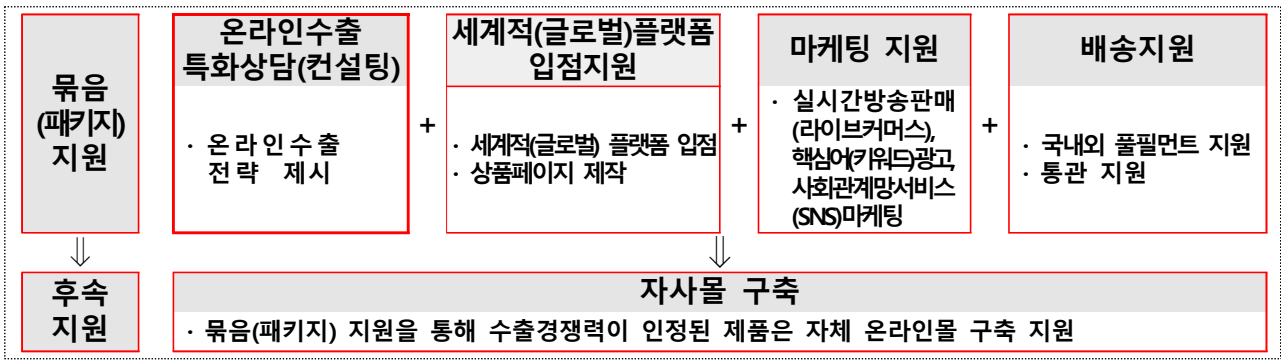 묶음
(패키지)
지원
온라인수출
특화상담(컨설팅)
· 온라인수출
전략 제시
+
세계적(글로벌)플랫폼
입점지원
· 세계적(글로벌) 플랫폼 입점
· 상품페이지 제작
+
마케팅 지원
· 실시간방송판매
(라이브커머스),
핵심어(키워드)광고,
사회관계망서비스
(SNS)마케팅
+
배송지원
· 국내외 풀필먼트 지원
· 통관 지원
⇓
⇓
후속
지원
자사몰 구축
· 묶음(패키지) 지원을 통해 수출경쟁력이 인정된 제품은 자체 온라인몰 구축 지원